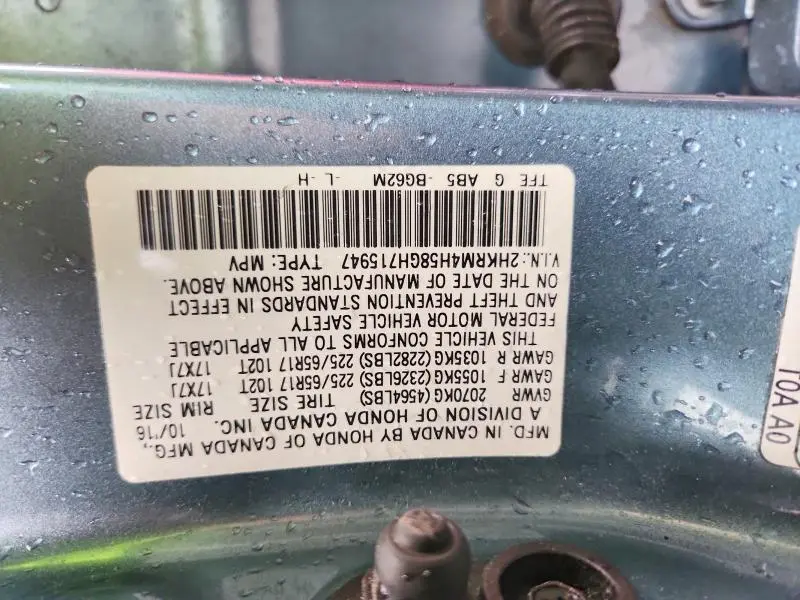 MFD. IN CANADA BY HONDA OF CANADA MFG.,
A DIVISION OF HONDA CANADA INC. 10/'16
GVWR 2070KG (4564LBS) TIRE SIZE RIM SIZE
GAWR F 1055KG (2326LBS) 225/65R17 102T 17X7J
GAWR R 1035KG (2282LBS) 225/65R17 102T 17X7J
THIS VEHICLE CONFORMS TO ALL APPLICABLE
FEDERAL MOTOR VEHICLE SAFETY
AND THEFT PREVENTION STANDARDS IN EFFECT
ON THE DATE OF MANUFACTURE SHOWN ABOVE.
V.I.N.: 2HKRM4H58GH715947 TYPE: MPV
TFE G AB5 -BG62M -L -H
10A A0